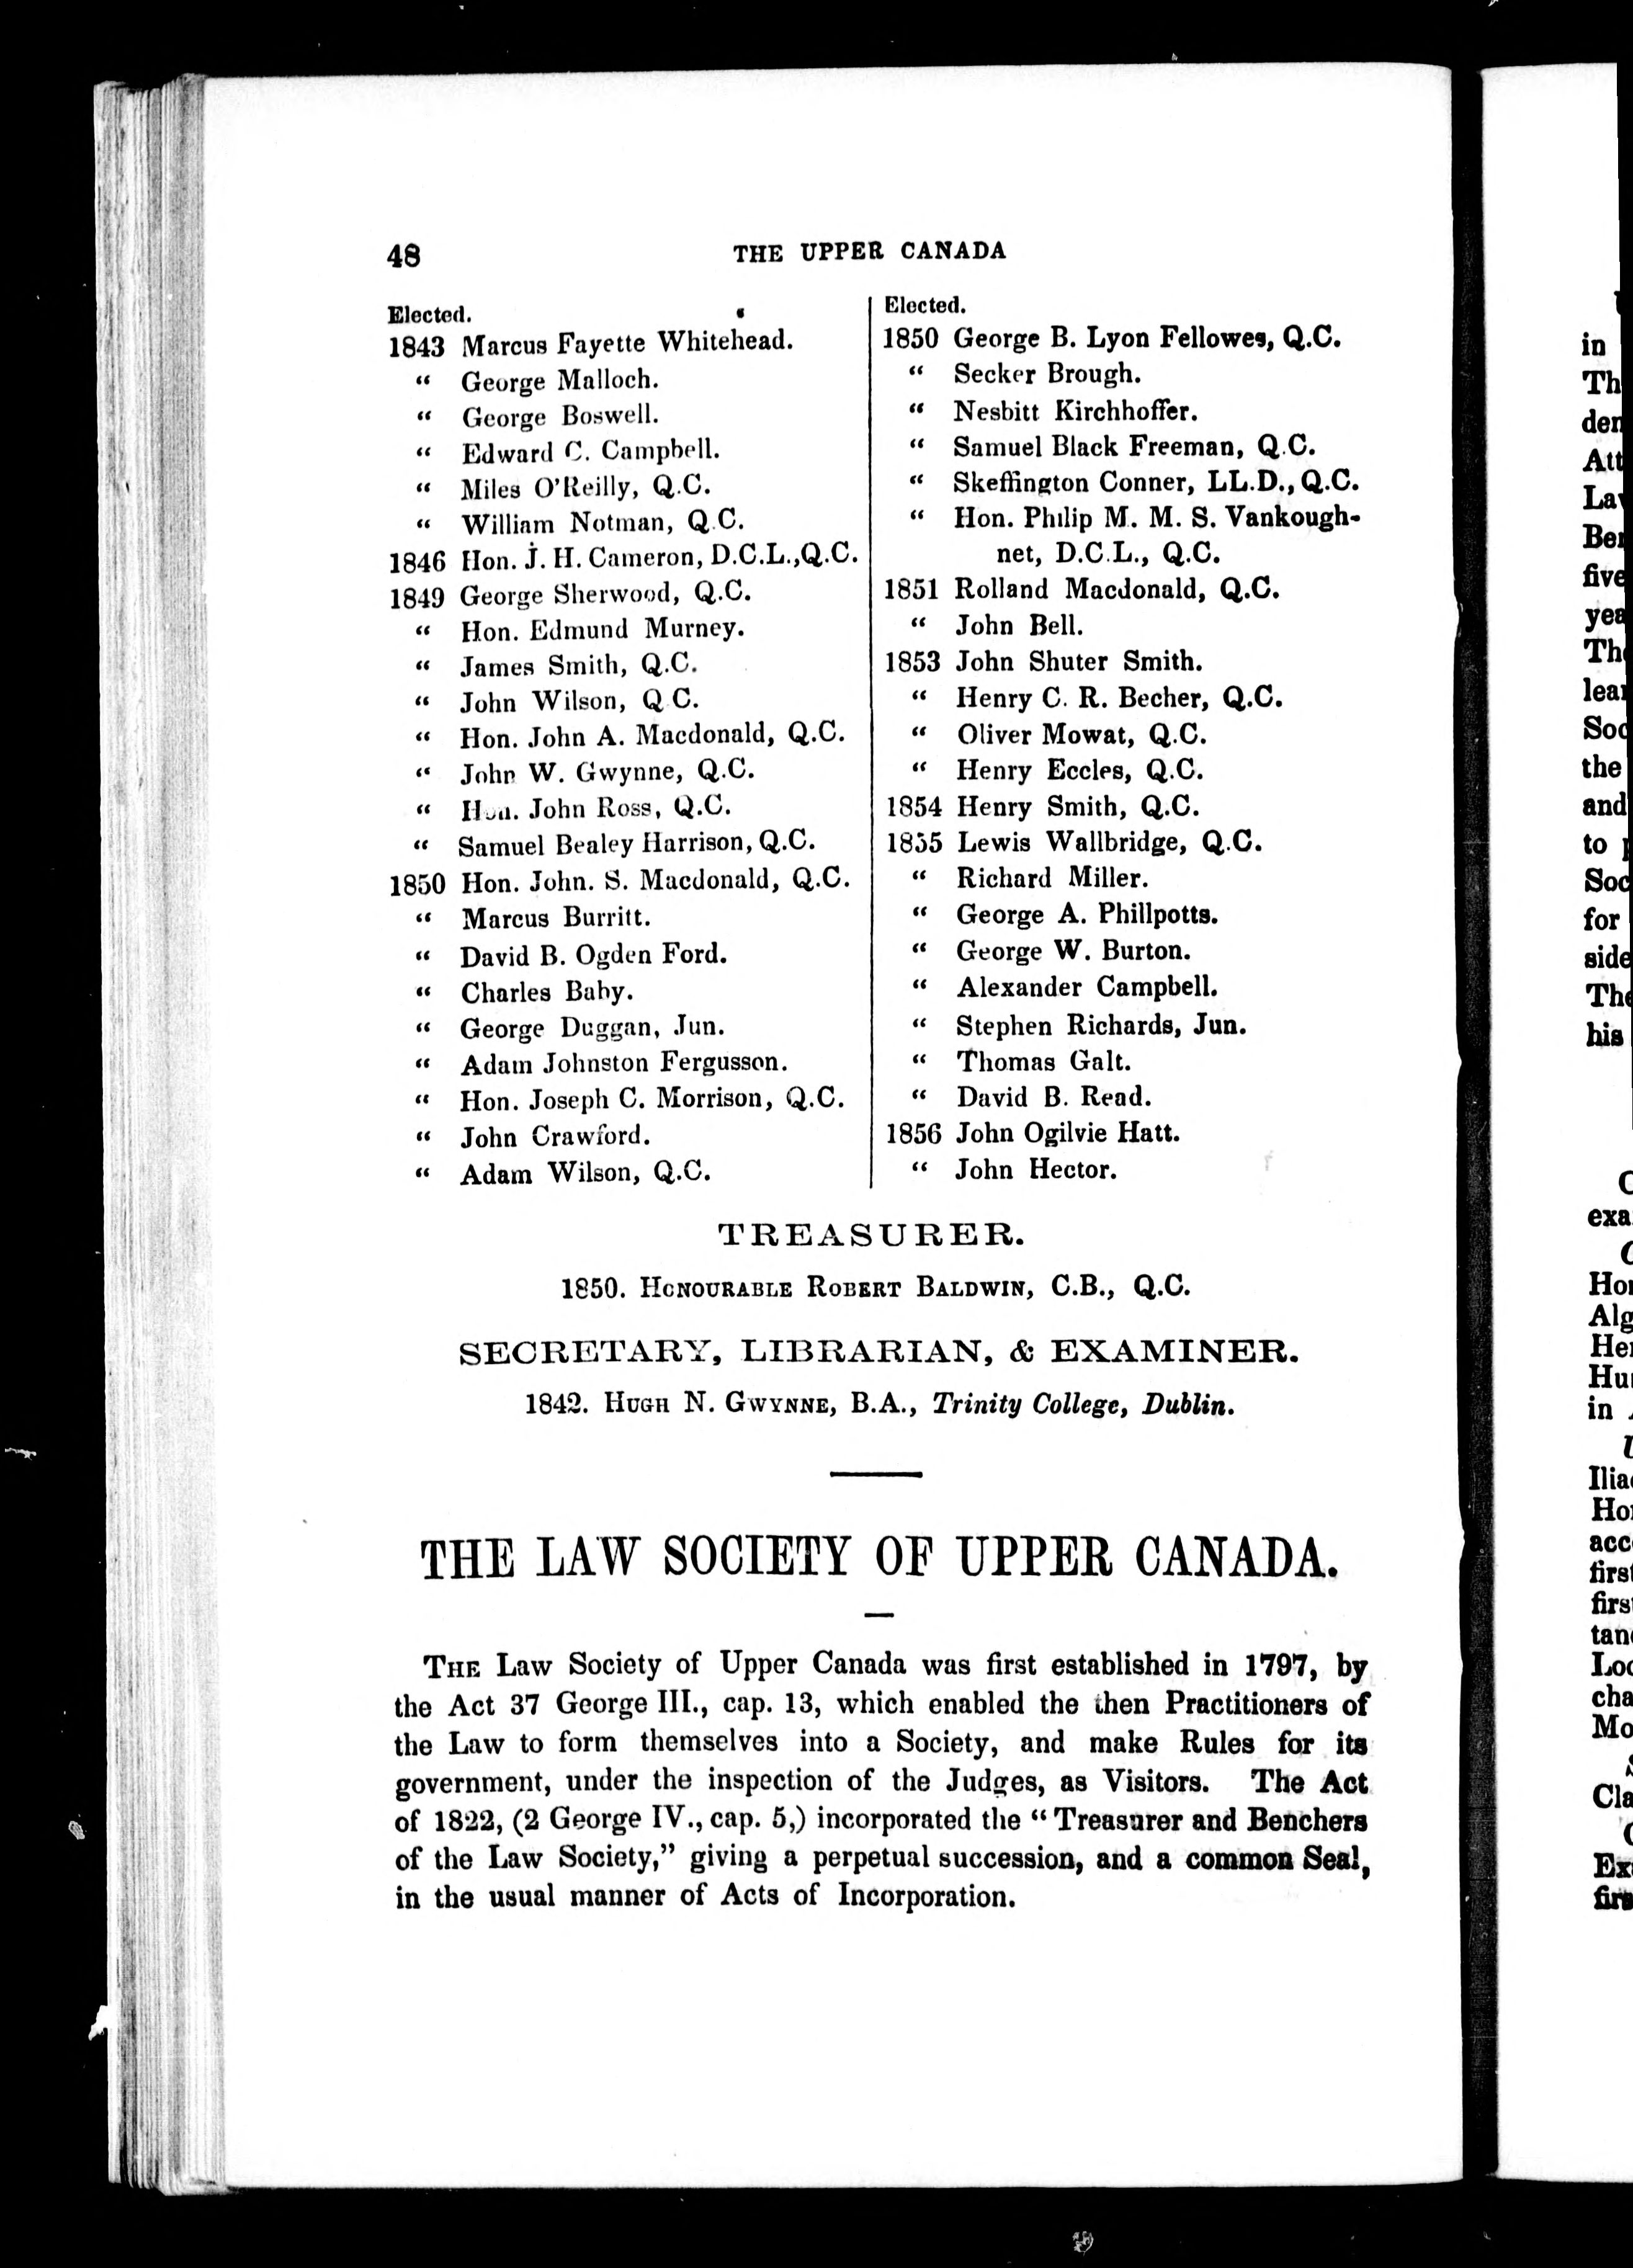 48
THE UPPER CANADA
Elected.
1843 Marcus Fayette Whitehead.
“ George Malloch.
“ George Boswell.
“ Edward C. Campbell.
“ Miles O'Reilly, Q.C.
“ William Notman, Q.C.
1846 Hon. J. H. Cameron, D.C.L., Q.C.
1849 George Sherwood, Q.C.
“ Hon. Edmund Murney.
“ James Smith, Q.C.
“ John Wilson, Q.C.
“ Hon. John A. Macdonald, Q.C.
“ John W. Gwynne, Q.C.
“ Hon. John Ross, Q.C.
“ Samuel Bealey Harrison, Q.C.
1850 Hon. John. S. Macdonald, Q.C.
“ Marcus Burritt.
“ David B. Ogden Ford.
“ Charles Baby.
“ George Duggan, Jun.
“ Adam Johnston Fergusson.
“ Hon. Joseph C. Morrison, Q.C.
“ John Crawford.
“ Adam Wilson, Q.C.
Elected.
1850 George B. Lyon Fellowes, Q.C.
“ Secker Brough.
“ Nesbitt Kirchhoffer.
“ Samuel Black Freeman, Q.C.
“ Skeffington Conner, LL.D., Q.C.
“ Hon. Philip M. M. S. Vankough-
net, D.C.L., Q.C.
1851 Rolland Macdonald, Q.C.
“ John Bell.
1853 John Shuter Smith.
“ Henry C. R. Becher, Q.C.
“ Oliver Mowat, Q.C.
“ Henry Eccles, Q.C.
1854 Henry Smith, Q.C.
1855 Lewis Wallbridge, Q.C.
“ Richard Miller.
“ George A. Phillpotts.
“ George W. Burton.
“ Alexander Campbell.
“ Stephen Richards, Jun.
“ Thomas Galt.
“ David B. Read.
1856 John Ogilvie Hatt.
“ John Hector.
TREASURER.
1850. HONOURABLE ROBERT BALDWIN, C.B., Q.C.
SECRETARY, LIBRARIAN, & EXAMINER.
1842. HUGH N. GWYNNE, B.A., Trinity College, Dublin.
THE LAW SOCIETY OF UPPER CANADA.
THE Law Society of Upper Canada was first established in 1797, by
the Act 37 George III., cap. 13, which enabled the then Practitioners of
the Law to form themselves into a Society, and make Rules for its
government, under the inspection of the Judges, as Visitors. The Act
of 1822, (2 George IV., cap. 5,) incorporated the “Treasurer and Benchers
of the Law Society,” giving a perpetual succession, and a common Seal,
in the usual manner of Acts of Incorporation.
in
five
the
and
to
for
his
in